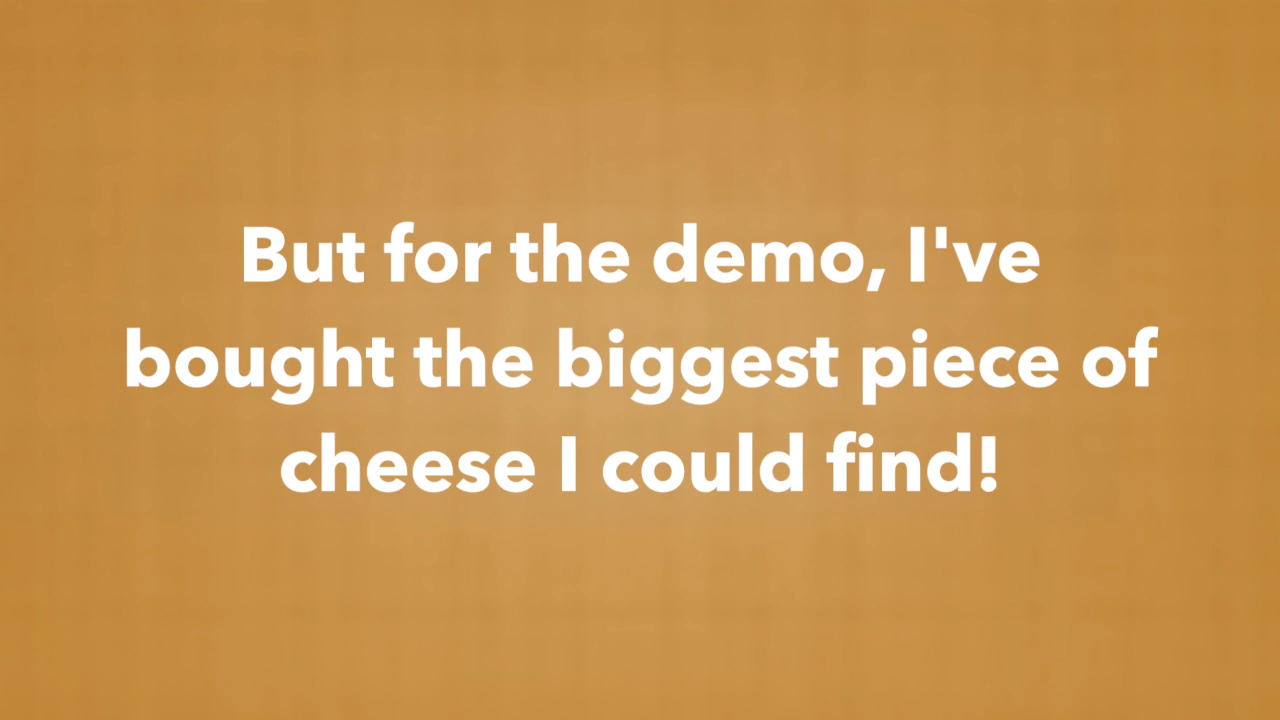 But for the demo, I've
bought the biggest piece of
cheese I could find!